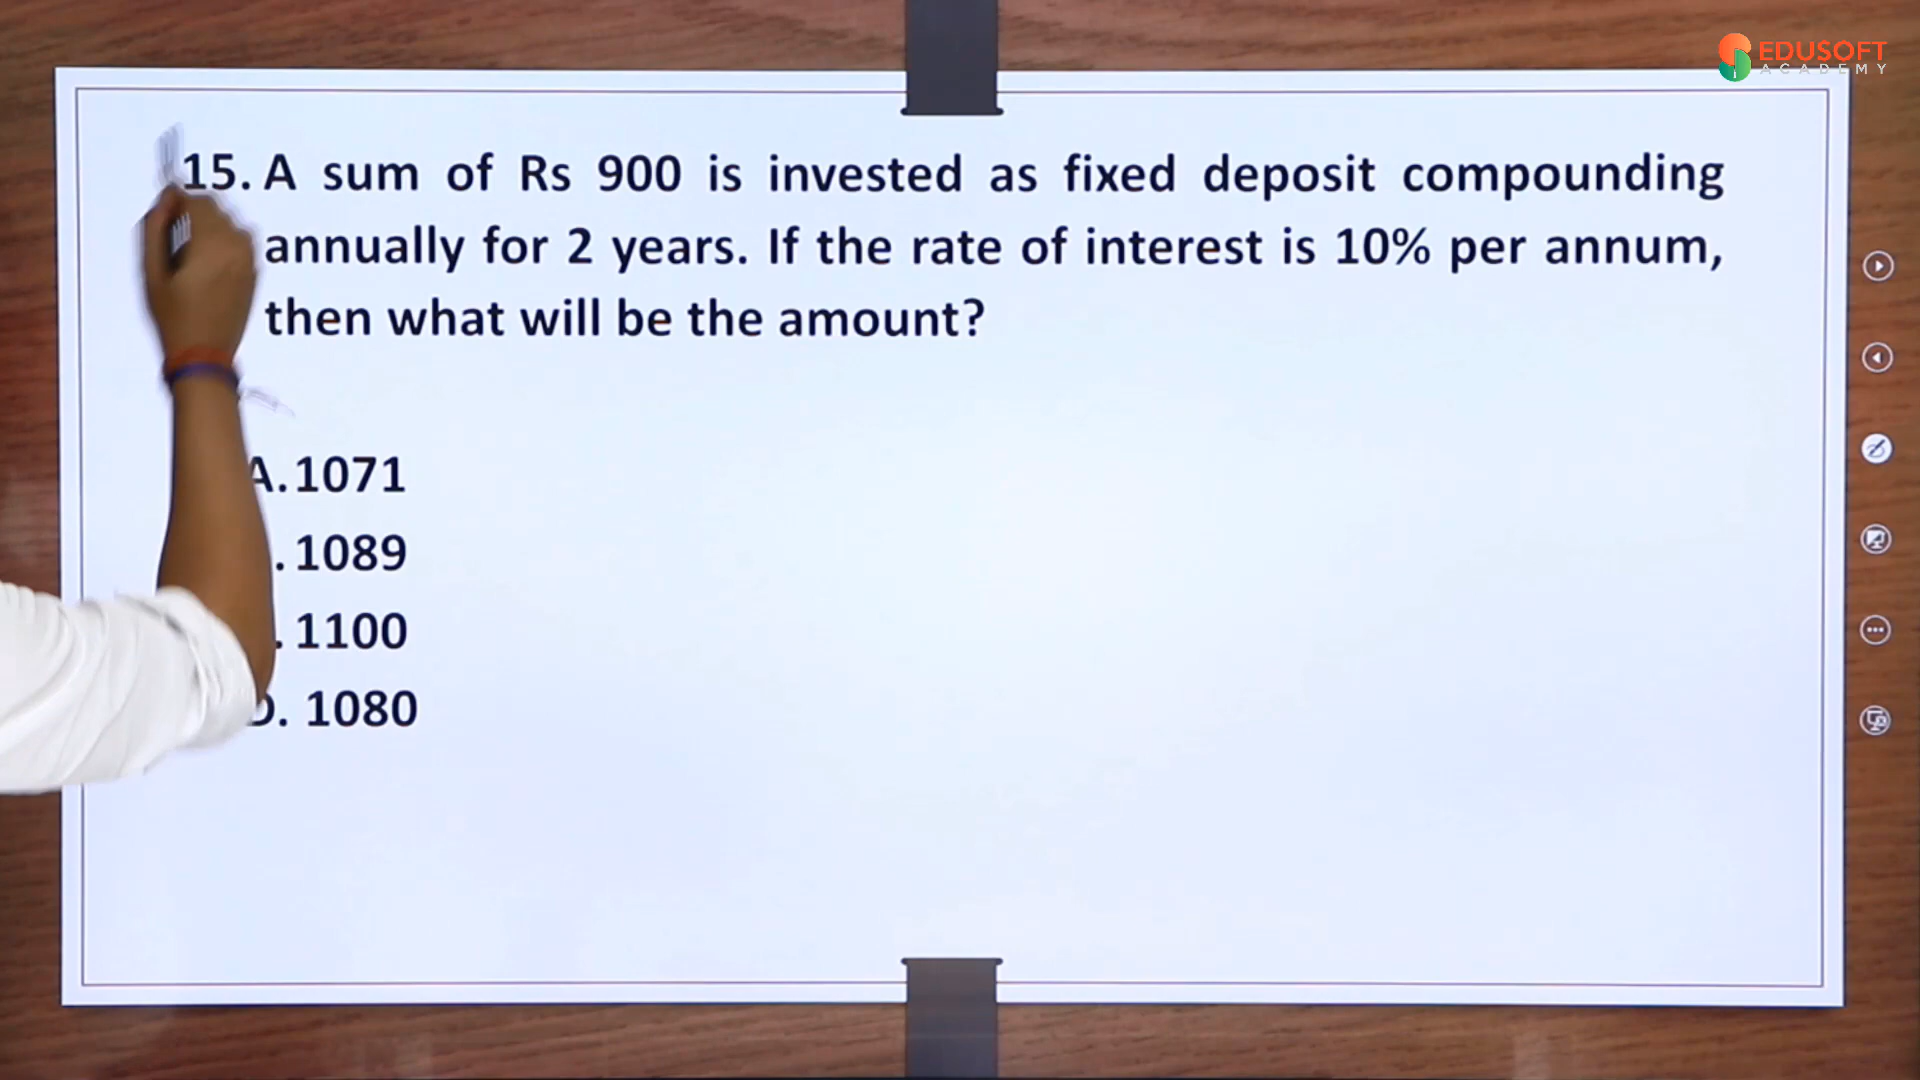 EDUSOFT
ACADEMY
15. A sum of Rs 900 is invested as fixed deposit compounding
annually for 2 years. If the rate of interest is 10% per annum,
then what will be the amount?
A. 1071
. 1089
. 1100
D. 1080